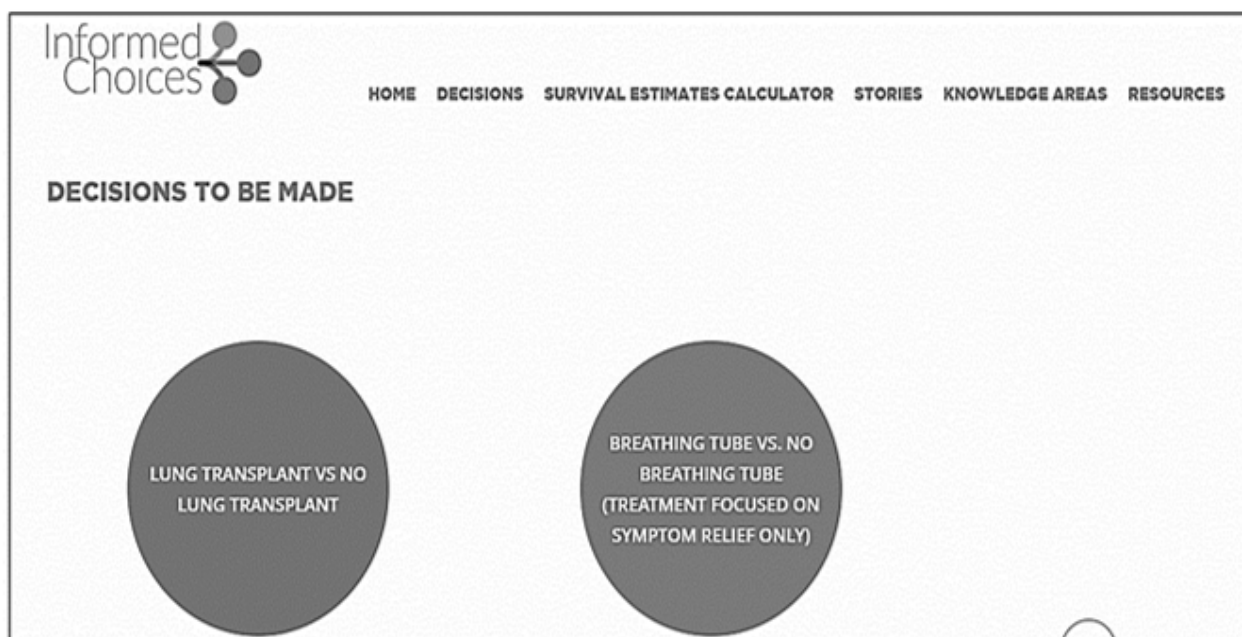 Informed
Choices
HOME DECISIONS SURVIVAL ESTIMATES CALCULATOR STORIES KNOWLEDGE AREAS RESOURCES
DECISIONS TO BE MADE
LUNG TRANSPLANT VS NO
LUNG TRANSPLANT
BREATHING TUBE VS. NO
BREATHING TUBE
(TREATMENT FOCUSED ON
SYMPTOM RELIEF ONLY)